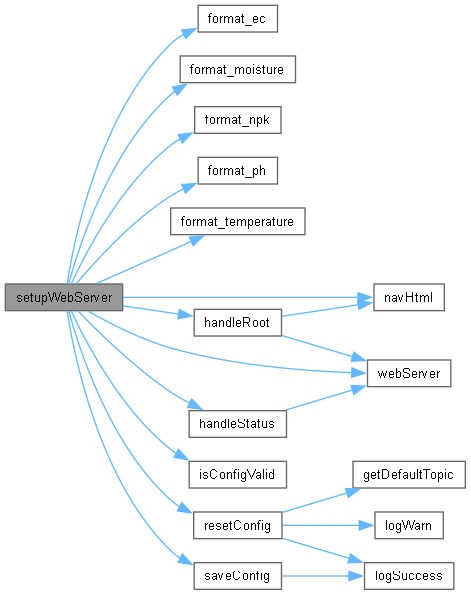 format_ec
format_moisture
format_npk
format_ph
format_temperature
setupWebServer
navHtml
handleRoot
webServer
handleStatus
isConfigValid
getDefaultTopic
resetConfig
logWarn
saveConfig
logSuccess